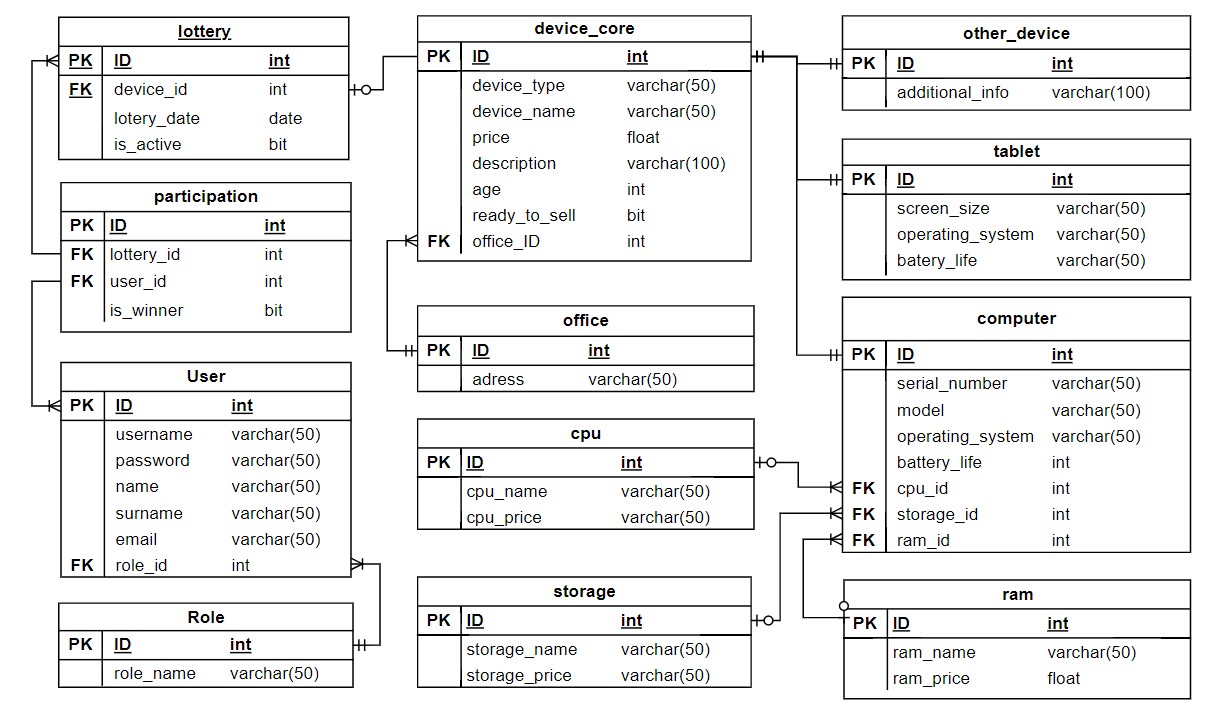 lottery
PK ID int
FK device_id int
lotery_date date
is_active bit
participation
PK ID int
FK lottery_id int
FK user_id int
is_winner bit
User
PK ID int
username varchar(50)
password varchar(50)
name varchar(50)
surname varchar(50)
email varchar(50)
FK role_id int
Role
PK ID int
role_name varchar(50)
device_core
PK ID int
device_type varchar(50)
device_name varchar(50)
price float
description varchar(100)
age int
ready_to_sell bit
FK office_ID int
office
PK ID int
adress varchar(50)
cpu
PK ID int
cpu_name varchar(50)
cpu_price varchar(50)
storage
PK ID int
storage_name varchar(50)
storage_price varchar(50)
other_device
PK ID int
additional_info varchar(100)
tablet
PK ID int
screen_size varchar(50)
operating_system varchar(50)
batery_life varchar(50)
computer
PK ID int
serial_number varchar(50)
model varchar(50)
operating_system varchar(50)
battery_life int
FK cpu_id int
FK storage_id int
FK ram_id int
ram
PK ID int
ram_name varchar(50)
ram_price float